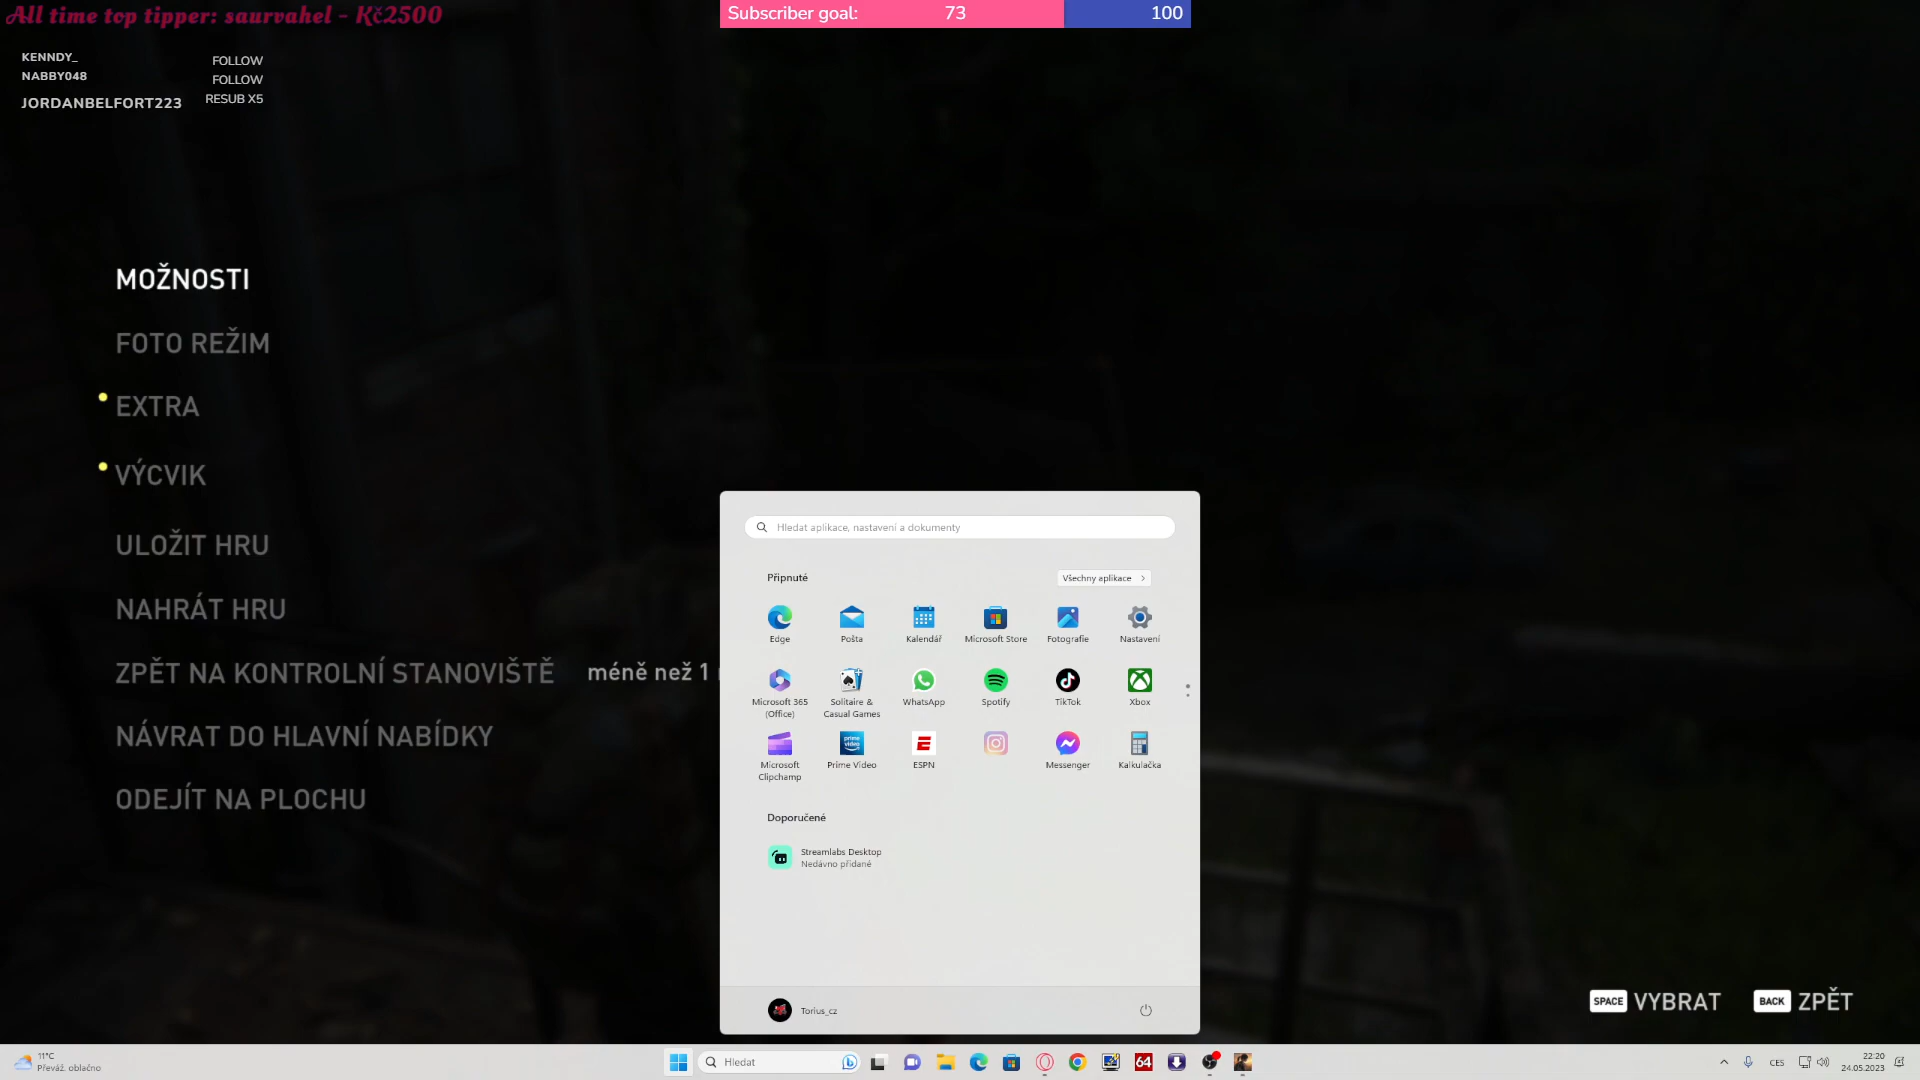 All time top tipper: saurvahel - Kč2500
Subscriber goal: 73 100
KENNDY_ FOLLOW
NABBY048 FOLLOW
JORDANBELFORT223 RESUB X5
MOŽNOSTI
FOTO REŽIM
EXTRA
VÝCVIK
ULOŽIT HRU
NAHRÁT HRU
ZPĚT NA KONTROLNÍ STANOVIŠTĚ méně než 1
NÁVRAT DO HLAVNÍ NABÍDKY
ODEJÍT NA PLOCHU
Hledat aplikace, nastavení a dokumenty
Připnuté Všechny aplikace
Edge Pošta Kalendář Microsoft Store Fotografie Nastavení
Microsoft 365 Solitaire & WhatsApp Spotify TikTok Xbox
(Office) Casual Games
prime
video
Microsoft Prime Video ESPN Messenger Kalkulačka
Clipchamp
Doporučené
Streamlabs Desktop
Nedávno přidané
Torius_cz
SPACE VYBRAT BACK ZPĚT
11°C
Převáž. oblačno
Hledat
64
CES
22:20
24.05.2023